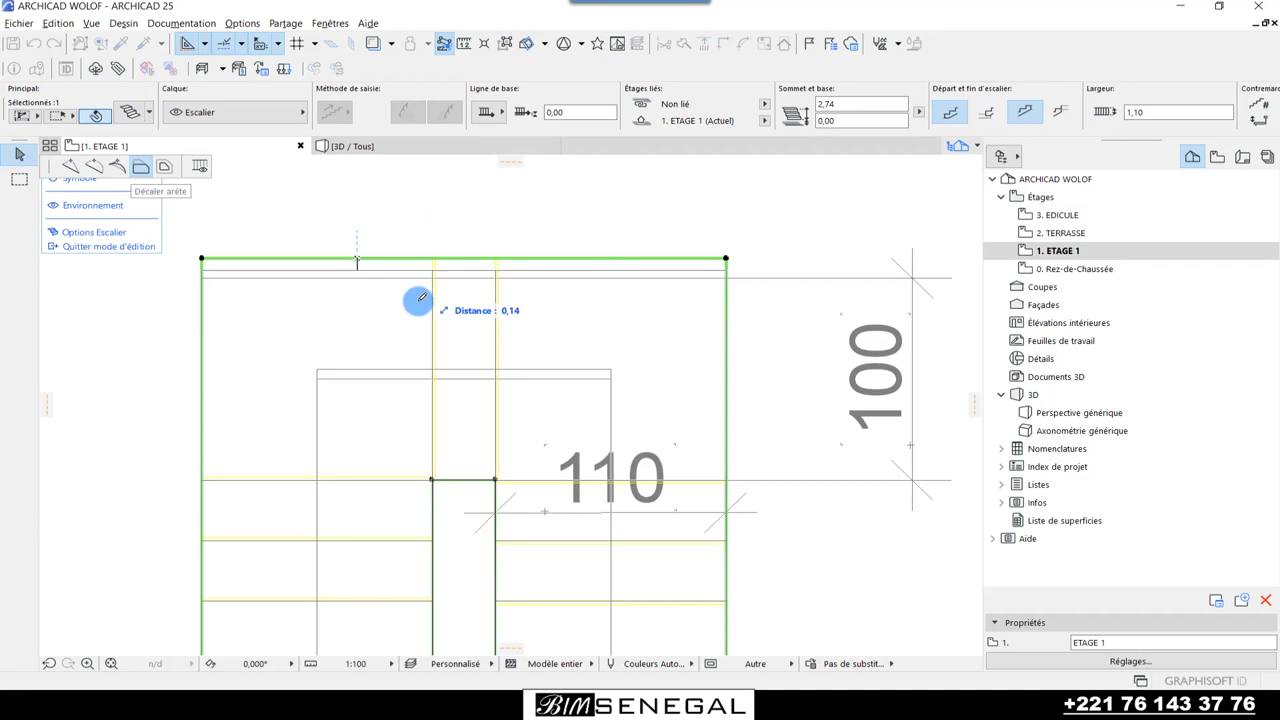 ARCHICAD WOLOF - ARCHICAD 25
Fichier Edition Vue Dessin Documentation Options Partage Fenêtres Aide
Principal: Calque: Méthode de saisie: Ligne de base: Étages liés: Sommet et base: Départ et fin d'escalier: Largeur: Contremar
Sélectionnés :1
Escalier
0,00
Non lié
1. ETAGE 1 (Actuel)
2,74
0,00
1,10
[1. ETAGE 1]
[3D / Tous]
Symbole
Décaler arête
Environnement
Options Escalier
Quitter mode d'édition
Distance : 0,14
100
110
ARCHICAD WOLOF
Étages
3. EDICULE
2. TERRASSE
1. ETAGE 1
0. Rez-de-Chaussée
Coupes
Façades
Élévations intérieures
Feuilles de travail
Détails
Documents 3D
3D
Perspective générique
Axonométrie générique
Nomenclatures
Index de projet
Listes
Infos
Liste de superficies
Aide
Propriétés
1. ETAGE 1
Réglages...
n/d 0,000° 1:100 Personnalisé Modèle entier Couleurs Auto... Autre Pas de substit...
GRAPHISOFT ID
BIMSENEGAL
+221 76 143 37 76